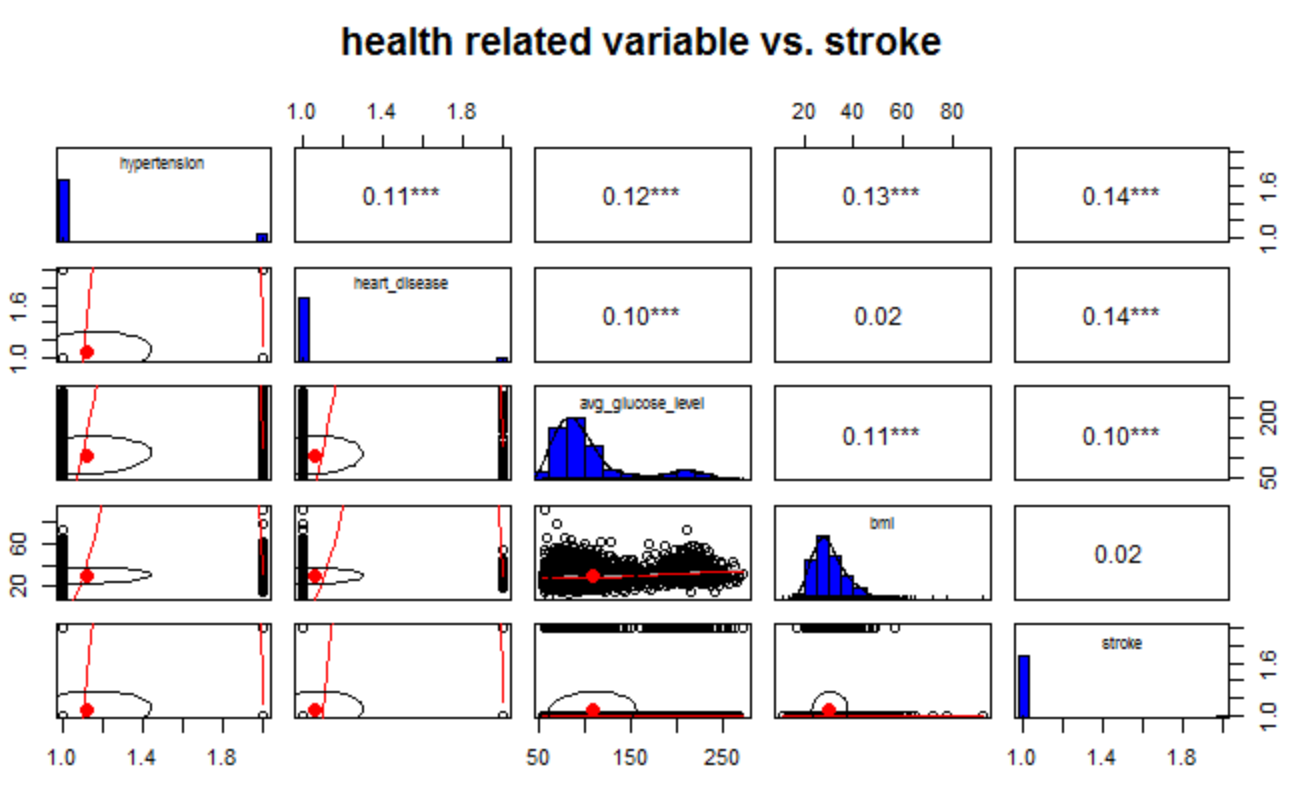 health related variable vs. stroke
1.0 1.4 1.8 20 40 60 80
hypertension 0.11*** 0.12*** 0.13*** 0.14*** 1.0 1.6
1.0 1.6 heart_disease 0.10*** 0.02 0.14***
avg_glucose_level 0.11*** 0.10*** 50 200
20 60 bmi 0.02
stroke 1.0 1.6
1.0 1.4 1.8 50 150 250 1.0 1.4 1.8